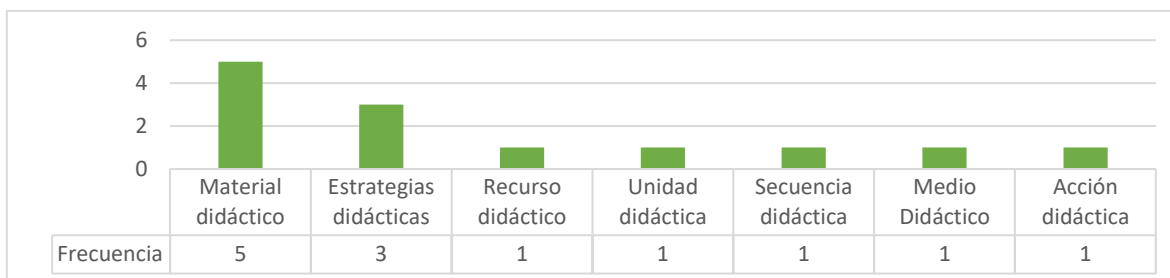 6
4
2
0
Material didáctico Estrategias didácticas Recurso didáctico Unidad didáctica Secuencia didáctica Medio Didáctico Acción didáctica
Frecuencia 5 3 1 1 1 1 1